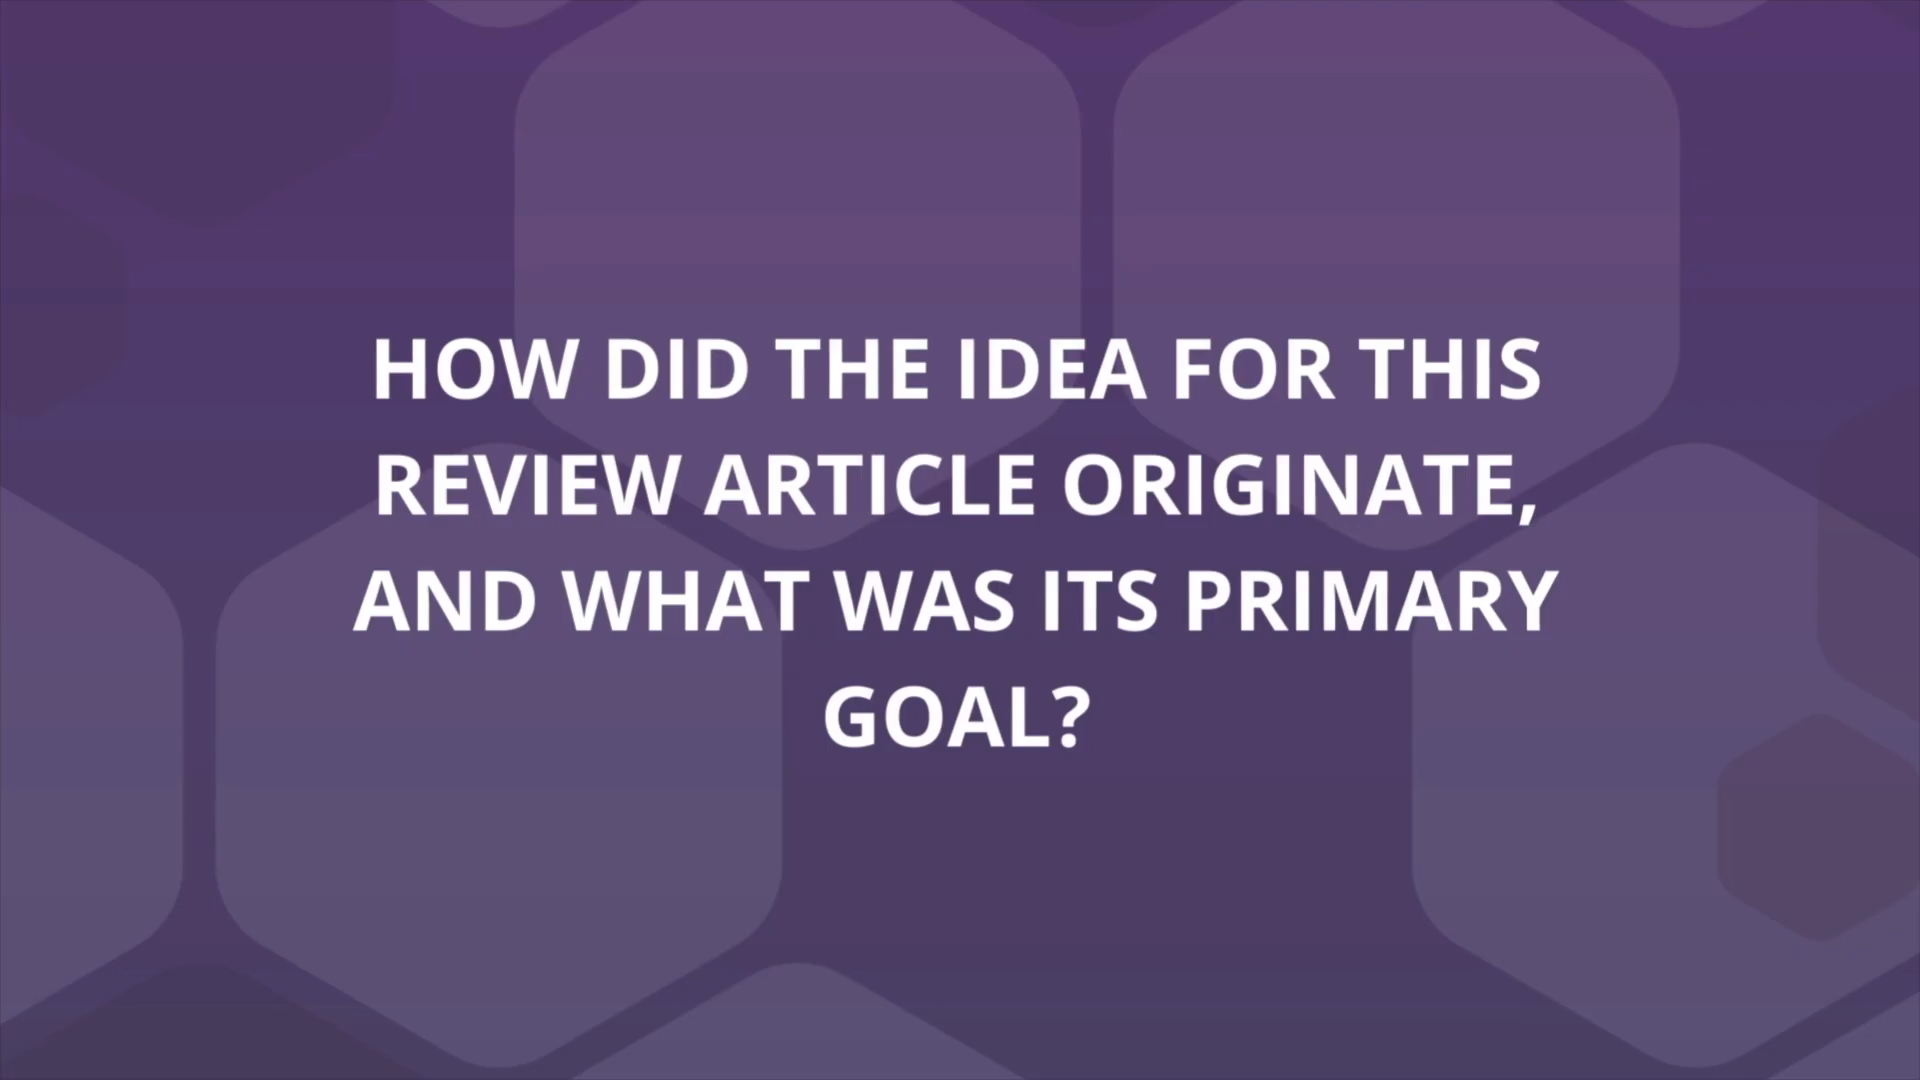 HOW DID THE IDEA FOR THIS
REVIEW ARTICLE ORIGINATE,
AND WHAT WAS ITS PRIMARY
GOAL?